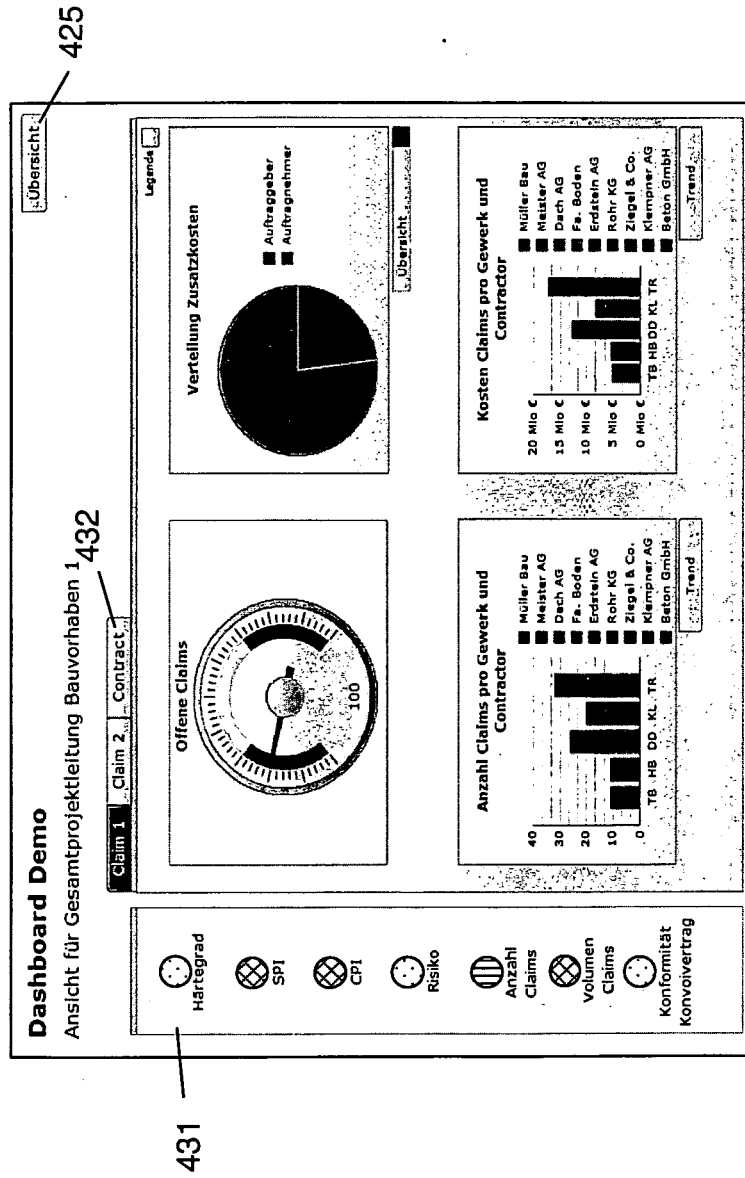 425
Dashboard Demo
Übersicht
Ansicht für Gesamtprojektleitung Bauvorhaben 1
432
Claim 1
Claim 2
Contract
431
Härtegrad
SPI
CPI
Risiko
Anzahl
Claims
Volumen
Claims
Konformität
Konvoivertrag
Legende
Offene Claims
100
Verteilung Zusatzkosten
Auftraggeber
Auftragnehmer
Übersicht
Anzahl Claims pro Gewerk und
Contractor
40
30
20
10
0
TB HB DD KL TR
Müller Bau
Meister AG
Dach AG
Fa. Boden
Erdstein AG
Rohr KG
Ziegel & Co.
Klempner AG
Beton GmbH
Trend
Kosten Claims pro Gewerk und
Contractor
20 Mio €
15 Mio €
10 Mio €
5 Mio €
0 Mio €
TB HB DD KL TR
Müller Bau
Meister AG
Dach AG
Fa. Boden
Erdstein AG
Rohr KG
Ziegel & Co.
Klempner AG
Beton GmbH
Trend